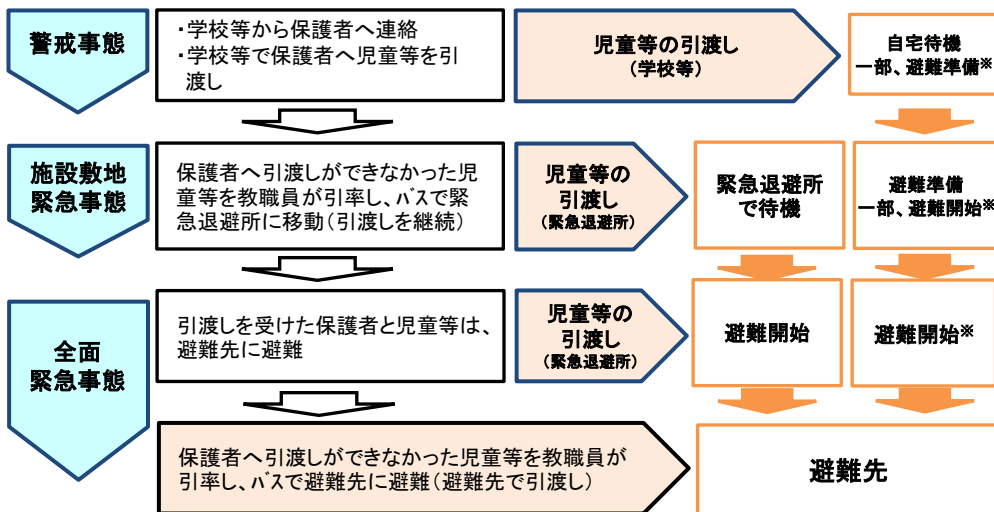 警戒事態
・学校等から保護者へ連絡
・学校等で保護者へ児童等を引
渡し
児童等の引渡し
(学校等)
自宅待機
一部、避難準備※
施設敷地
緊急事態
保護者へ引渡しができなかった児
童等を教職員が引率し、バスで緊
急退避所に移動(引渡しを継続)
児童等の
引渡し
(緊急退避所)
緊急退避所
で待機
避難準備
一部、避難開始※
全面
緊急事態
引渡しを受けた保護者と児童等は、
避難先に避難
児童等の
引渡し
(緊急退避所)
避難開始
避難開始※
保護者へ引渡しができなかった児童等を教職員が
引率し、バスで避難先に避難(避難先で引渡し)
避難先